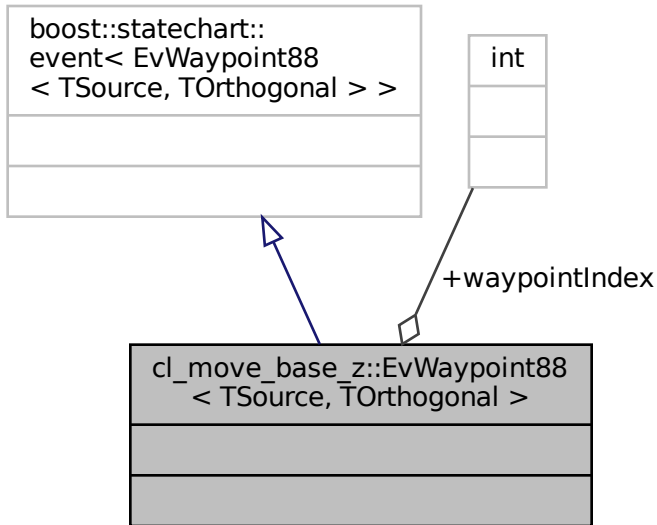 boost::statechart::
event< EvWaypoint88
< TSource, TOrthogonal > >
int
+waypointIndex
cl_move_base_z::EvWaypoint88
< TSource, TOrthogonal >